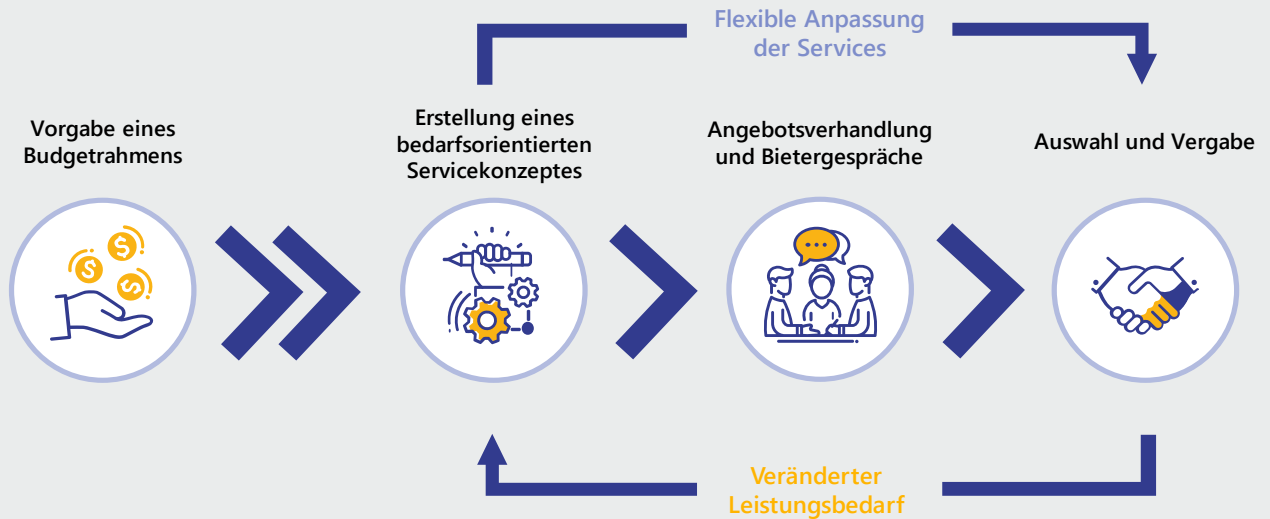 Flexible Anpassung
der Services
Vorgabe eines
Budgetrahmens
Erstellung eines
bedarfsorientierten
Servicekonzeptes
Angebotsverhandlung
und Bietergespräche
Auswahl und Vergabe
Veränderter
Leistungsbedarf